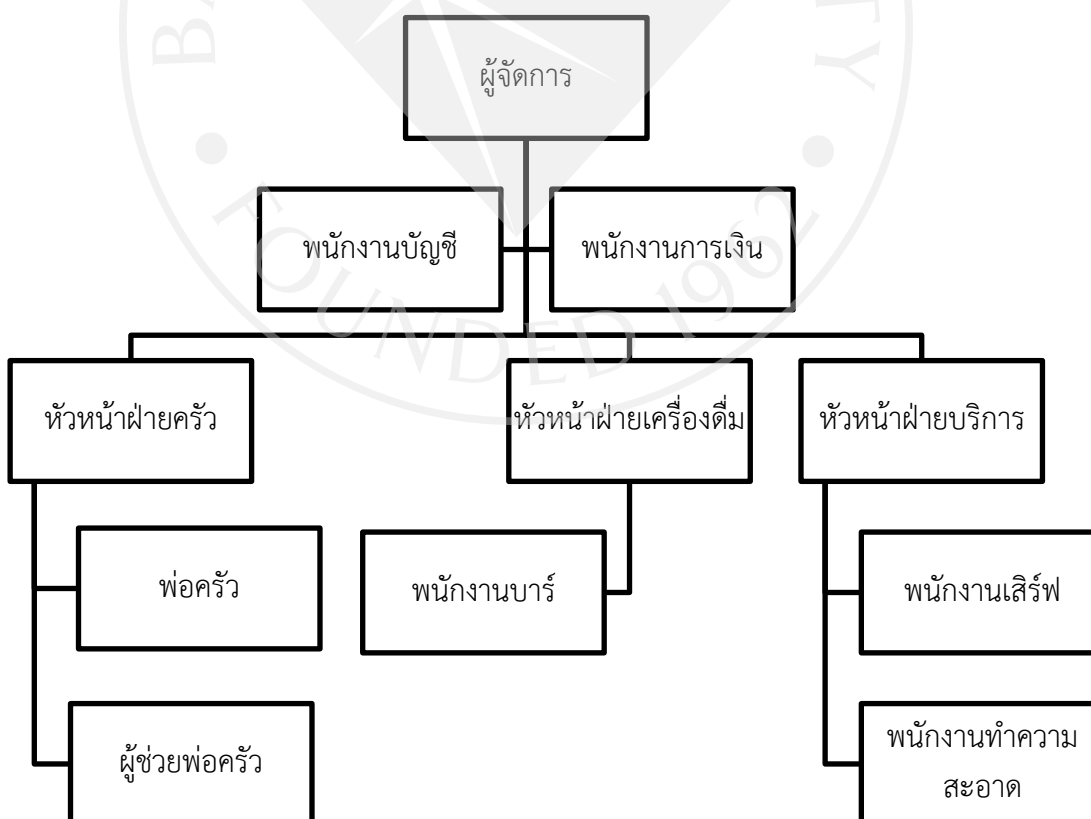 ผู้จัดการ
พนักงานบัญชี
พนักงานการเงิน
หัวหน้าฝ่ายครัว
หัวหน้าฝ่ายเครื่องดื่ม
หัวหน้าฝ่ายบริการ
พ่อครัว
พนักงานบาร์
พนักงานเสิร์ฟ
ผู้ช่วยพ่อครัว
พนักงานทำความ
สะอาด
FOUNDED 1962